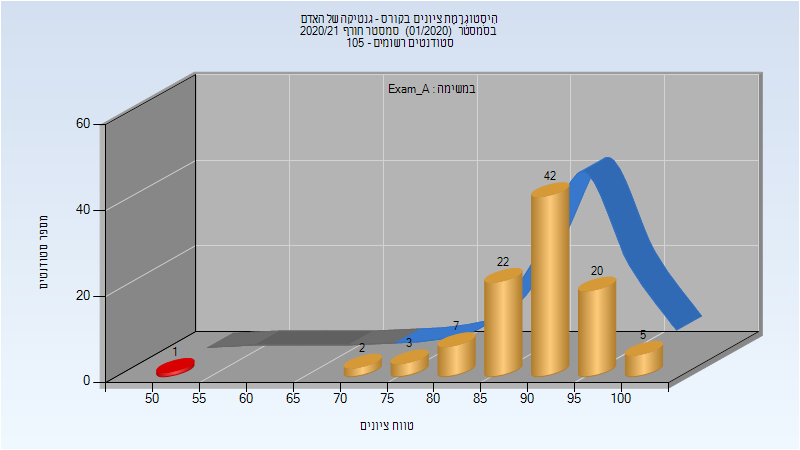 היסטוגרמת ציונים בקורס - גנטיקה של האדם
בסמסטר (01/2020) סמסטר חורף 2020/21
סטודנטים רשומים - 105
במשימה : Exam_A
60
40
20
0
מספר סטודנטים
1
2
3
7
22
42
20
5
50 55 60 65 70 75 80 85 90 95 100
טווח ציונים